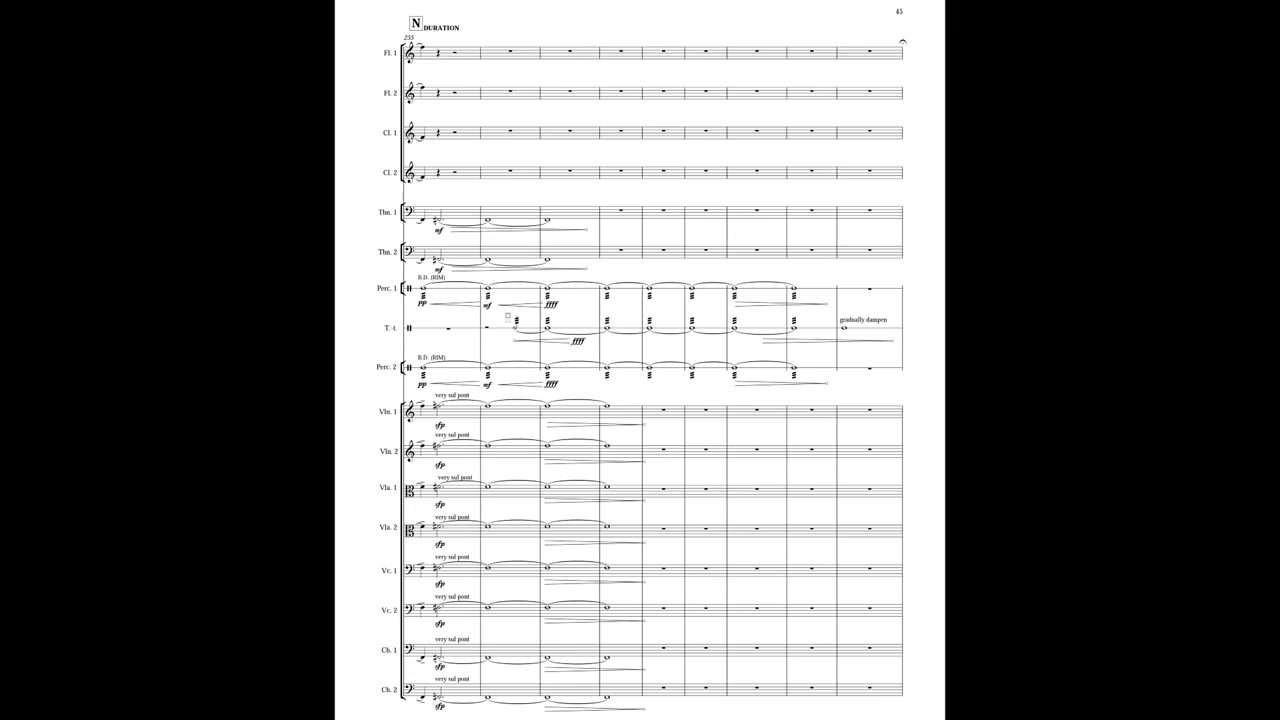 45
N DURATION
255
Fl. 1
Fl. 2
Cl. 1
Cl. 2
Tbn. 1
mf
Tbn. 2
mf
B.D. (RIM)
Perc. 1
pp mf ffff
gradually dampen
T.-t.
ffff
B.D. (RIM)
Perc. 2
pp mf ffff
very sul pont
Vln. 1
sfp
very sul pont
Vln. 2
sfp
very sul pont
Vla. 1
sfp
very sul pont
Vla. 2
sfp
very sul pont
Vc. 1
sfp
very sul pont
Vc. 2
sfp
very sul pont
Cb. 1
sfp
very sul pont
Cb. 2
sfp